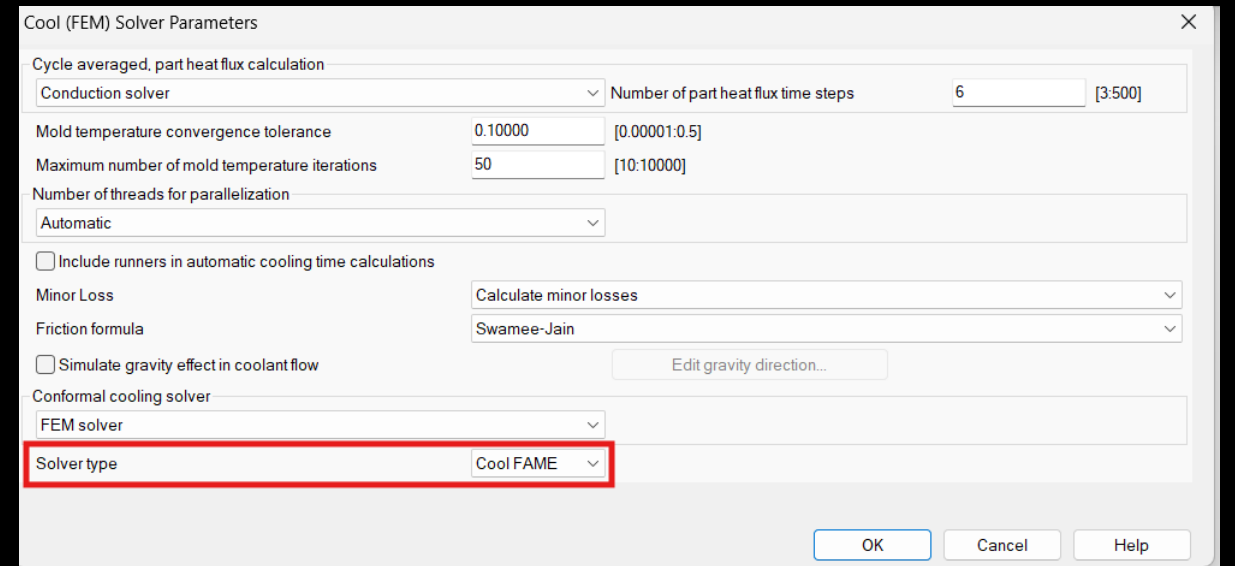 Cool (FEM) Solver Parameters
Cycle averaged, part heat flux calculation
Conduction solver Number of part heat flux time steps 6 [3:500]
Mold temperature convergence tolerance 0.10000 [0.00001:0.5]
Maximum number of mold temperature iterations 50 [10:10000]
Number of threads for parallelization
Automatic
Include runners in automatic cooling time calculations
Minor Loss Calculate minor losses
Friction formula Swamee-Jain
Simulate gravity effect in coolant flow Edit gravity direction...
Conformal cooling solver
FEM solver
Solver type Cool FAME
OK Cancel Help